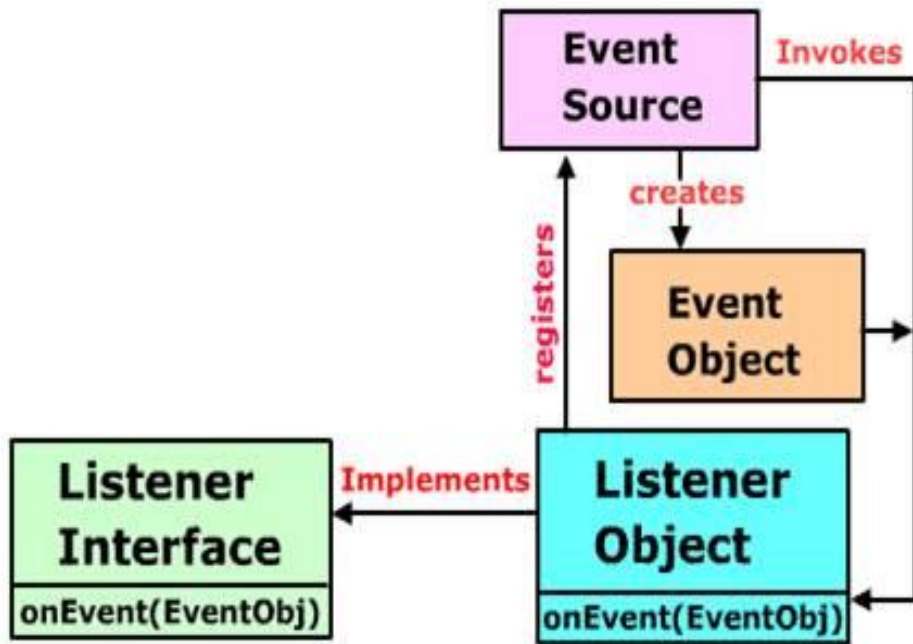 Event
Source
Invokes
creates
registers
Event
Object
Listener
Interface
onEvent(EventObj)
Implements
Listener
Object
onEvent(EventObj)